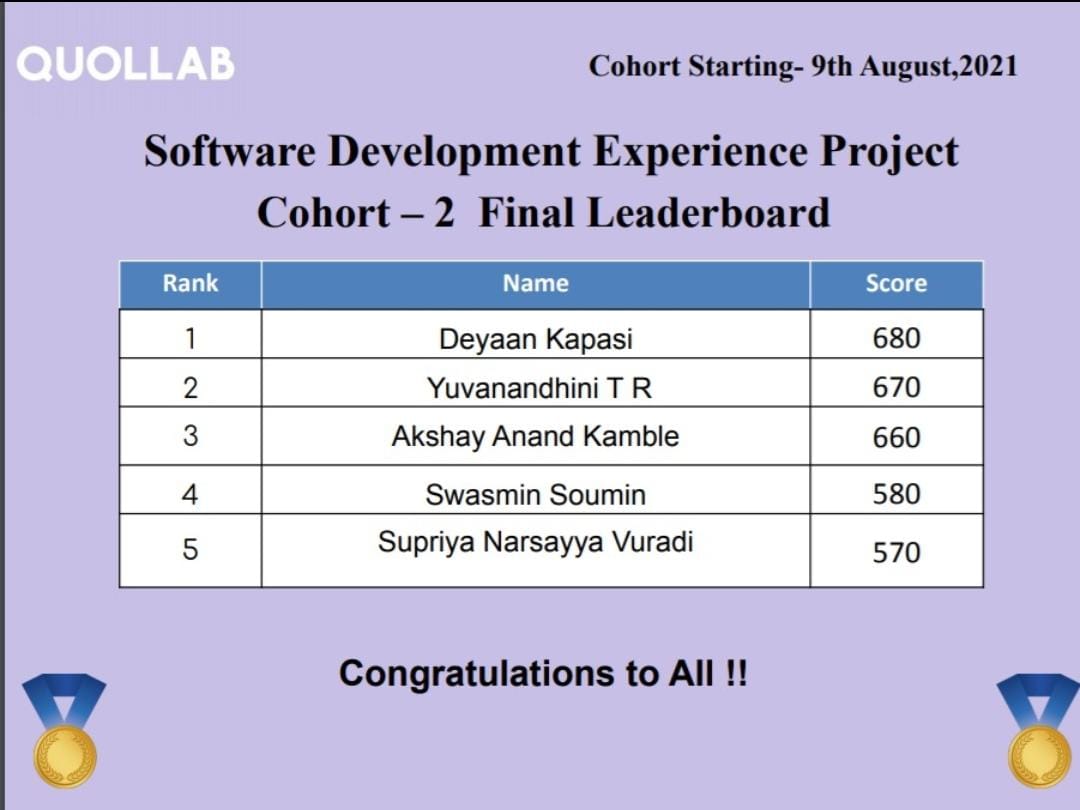 QUOLLAB
Cohort Starting- 9th August,2021
Software Development Experience Project
Cohort – 2 Final Leaderboard
Rank Name Score
1 Deyaan Kapasi 680
2 Yuvanandhini T R 670
3 Akshay Anand Kamble 660
4 Swasmin Soumin 580
5 Supriya Narsayya Vuradi 570
Congratulations to All !!